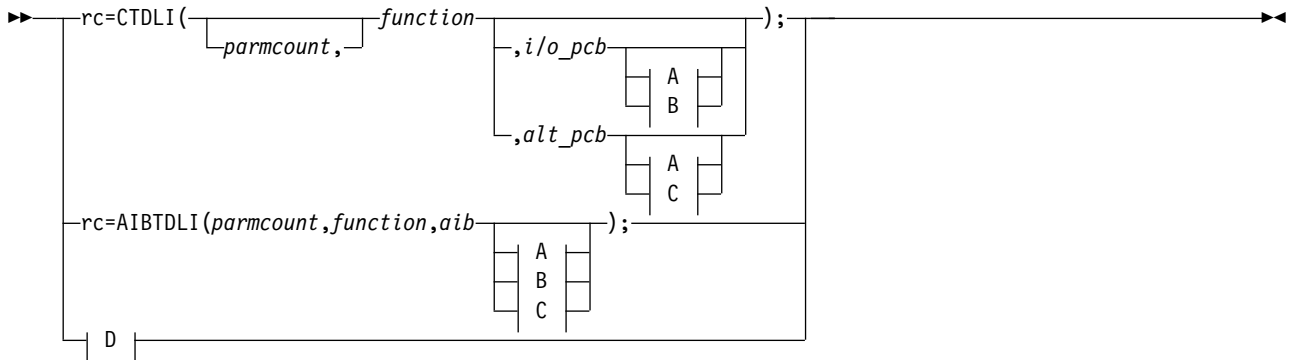 rc=CTDLI( parmcount, function ,i/o_pcb );
A
B
,alt_pcb
A
C
rc=AIBTDLI(parmcount,function,aib );
A
B
C
D